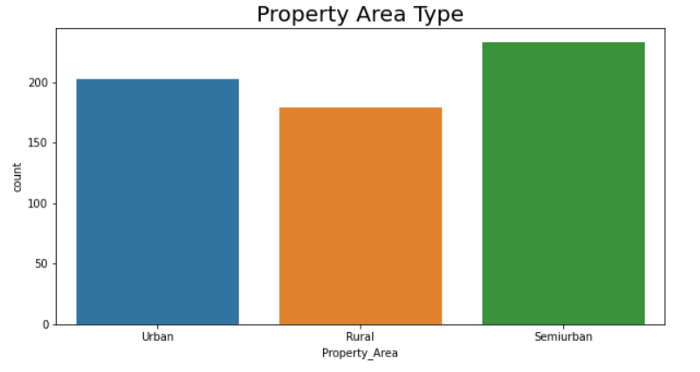 Property Area Type
200
150
100
50
0
count
Urban Rural Semiurban
Property_Area